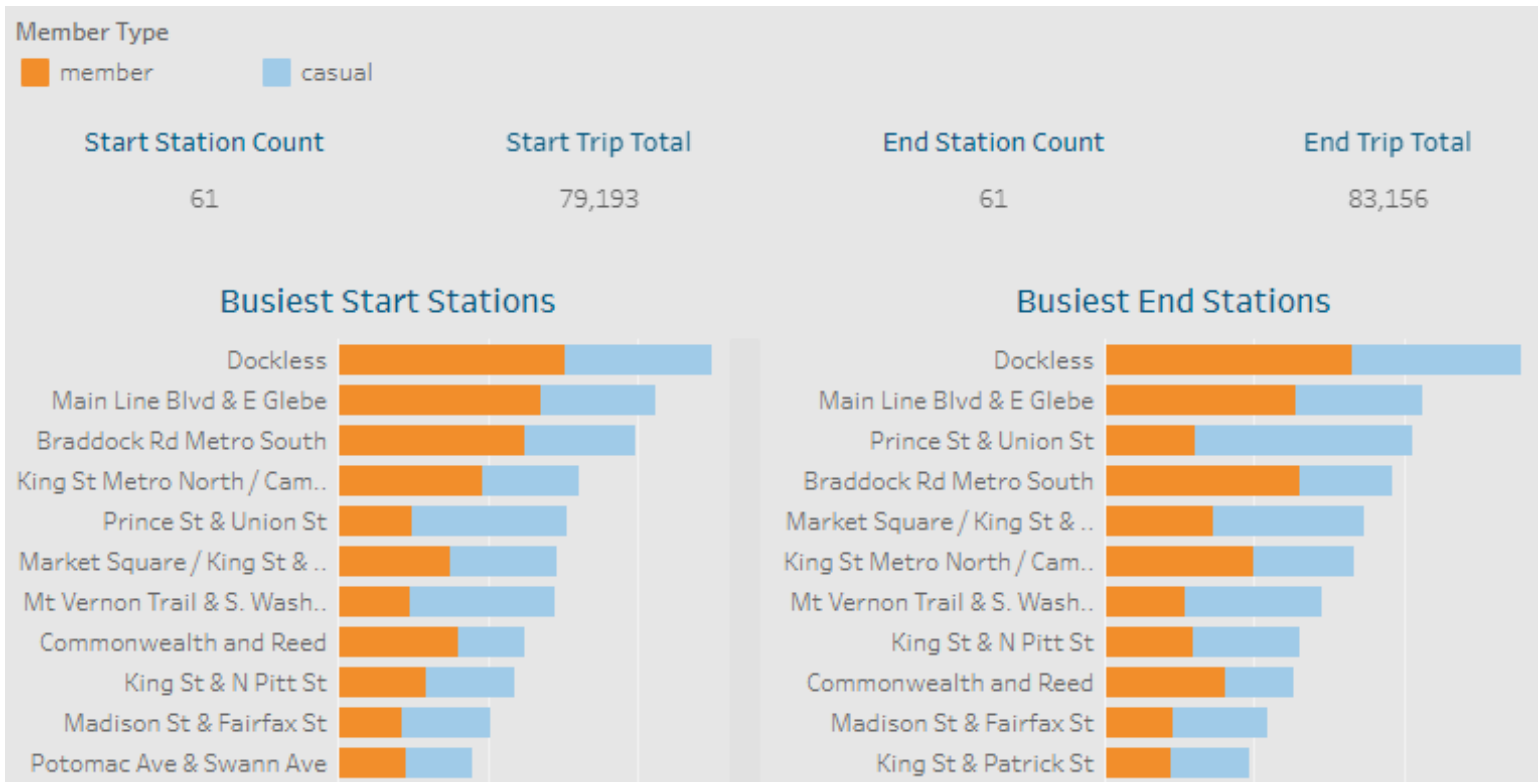 Member Type
member casual
Start Station Count Start Trip Total End Station Count End Trip Total
61 79,193 61 83,156
Busiest Start Stations
Dockless
Main Line Blvd & E Glebe
Braddock Rd Metro South
King St Metro North / Cam..
Prince St & Union St
Market Square / King St & ..
Mt Vernon Trail & S. Wash..
Commonwealth and Reed
King St & N Pitt St
Madison St & Fairfax St
Potomac Ave & Swann Ave
Busiest End Stations
Dockless
Main Line Blvd & E Glebe
Prince St & Union St
Braddock Rd Metro South
Market Square / King St & ..
King St Metro North / Cam..
Mt Vernon Trail & S. Wash..
King St & N Pitt St
Commonwealth and Reed
Madison St & Fairfax St
King St & Patrick St